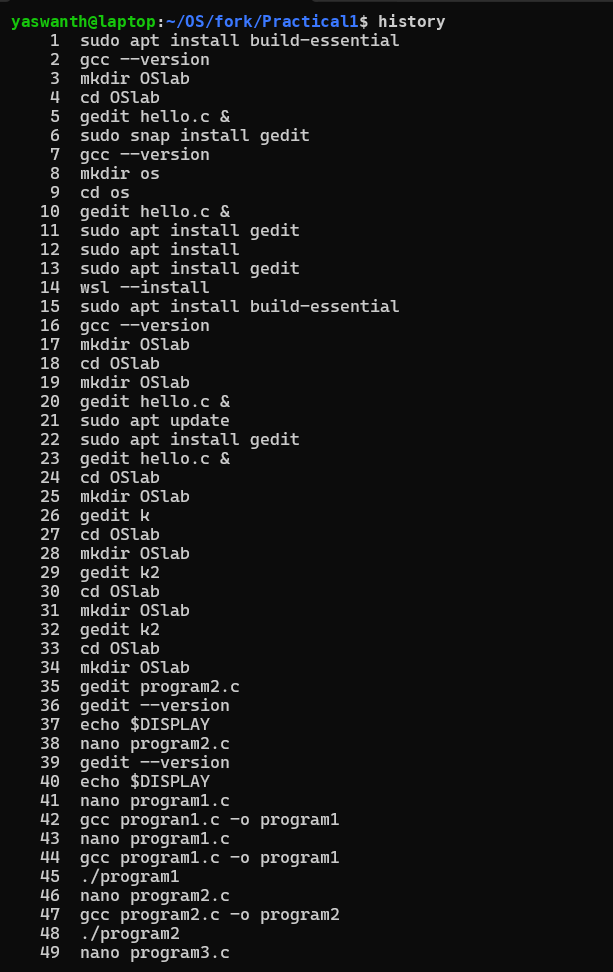 yaswanth@laptop:~/OS/fork/Practical1$ history
1 sudo apt install build-essential
2 gcc --version
3 mkdir OSlab
4 cd OSlab
5 gedit hello.c &
6 sudo snap install gedit
7 gcc --version
8 mkdir os
9 cd os
10 gedit hello.c &
11 sudo apt install gedit
12 sudo apt install
13 sudo apt install gedit
14 wsl --install
15 sudo apt install build-essential
16 gcc --version
17 mkdir OSlab
18 cd OSlab
19 mkdir OSlab
20 gedit hello.c &
21 sudo apt update
22 sudo apt install gedit
23 gedit hello.c &
24 cd OSlab
25 mkdir OSlab
26 gedit k
27 cd OSlab
28 mkdir OSlab
29 gedit k2
30 cd OSlab
31 mkdir OSlab
32 gedit k2
33 cd OSlab
34 mkdir OSlab
35 gedit program2.c
36 gedit --version
37 echo $DISPLAY
38 nano program2.c
39 gedit --version
40 echo $DISPLAY
41 nano program1.c
42 gcc progran1.c -o program1
43 nano program1.c
44 gcc program1.c -o program1
45 ./program1
46 nano program2.c
47 gcc program2.c -o program2
48 ./program2
49 nano program3.c